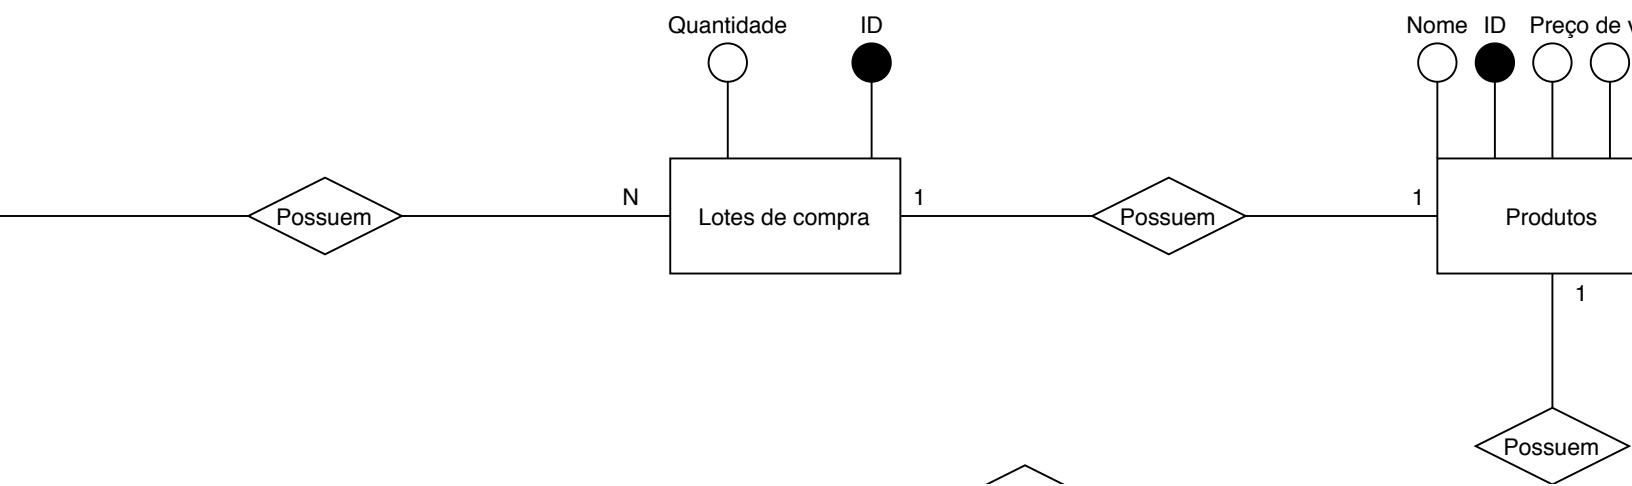 Quantidade
ID
Nome
ID
Preço de
Possuem
N
Lotes de compra
1
Possuem
1
Produtos
1
Possuem